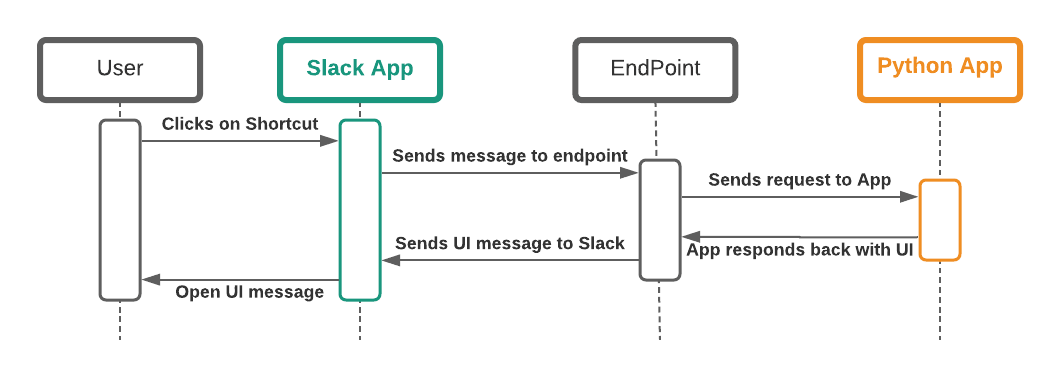 User
Slack App
EndPoint
Python App
Clicks on Shortcut
Sends message to endpoint
Sends request to App
Sends UI message to Slack
App responds back with UI
Open UI message